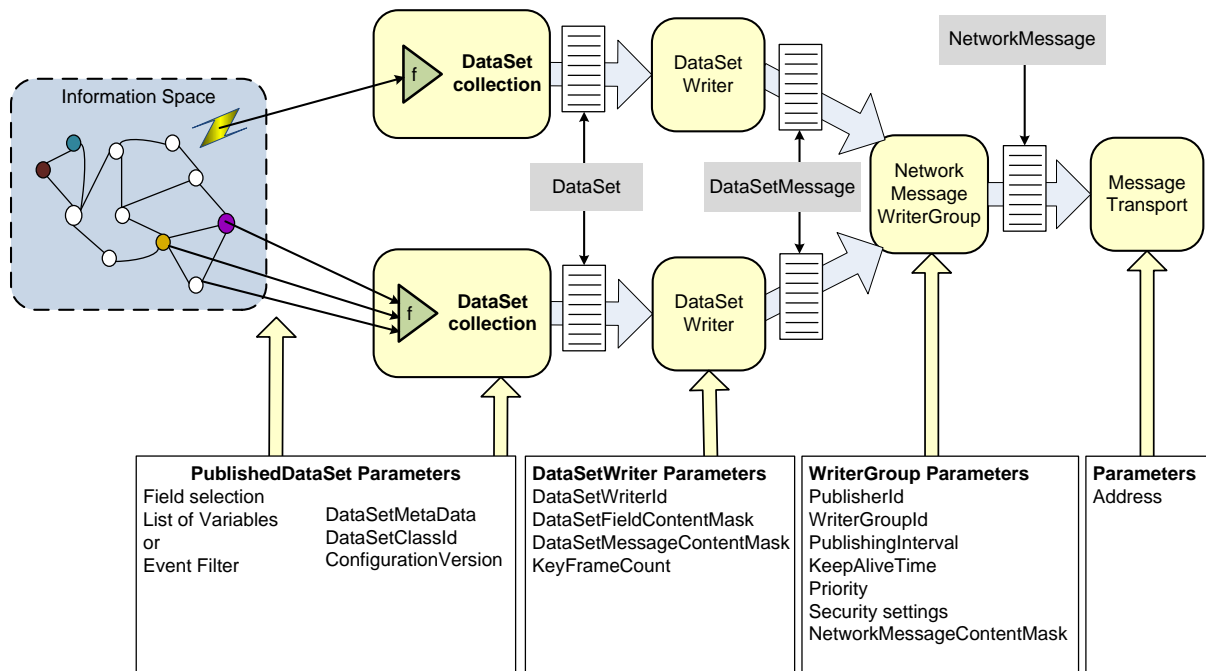 NetworkMessage
Information Space
f
DataSet
collection
DataSet
Writer
DataSet
DataSetMessage
Network
Message
WriterGroup
Message
Transport
f
DataSet
collection
DataSet
Writer
PublishedDataSet Parameters
Field selection
List of Variables
or
Event Filter
DataSetMetaData
DataSetClassId
ConfigurationVersion
DataSetWriter Parameters
DataSetWriterId
DataSetFieldContentMask
DataSetMessageContentMask
KeyFrameCount
WriterGroup Parameters
PublisherId
WriterGroupId
PublishingInterval
KeepAliveTime
Priority
Security settings
NetworkMessageContentMask
Parameters
Address